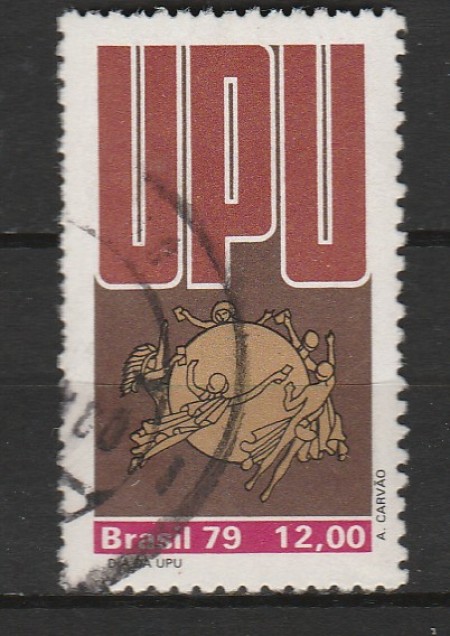 UPU
A. CARVÃO
Brasil 79 12,00
DIA DA UPU